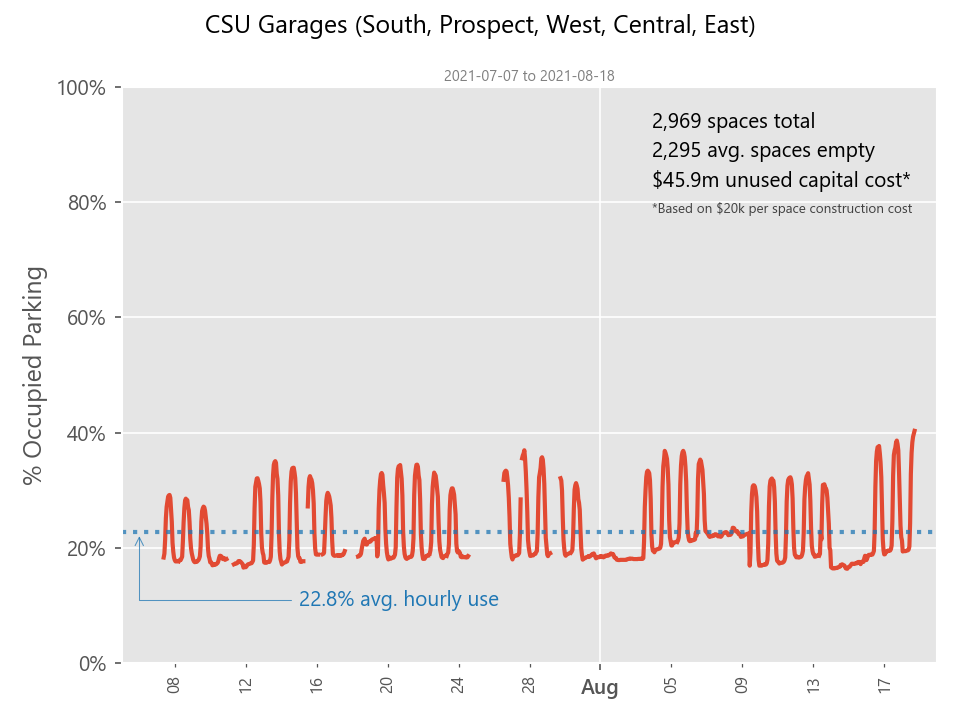 CSU Garages (South, Prospect, West, Central, East)
2021-07-07 to 2021-08-18
100%
80%
60%
40%
20%
0%
% Occupied Parking
2,969 spaces total
2,295 avg. spaces empty
$45.9m unused capital cost*
*Based on $20k per space construction cost
22.8% avg. hourly use
08 12 16 20 24 28 Aug 05 09 13 17